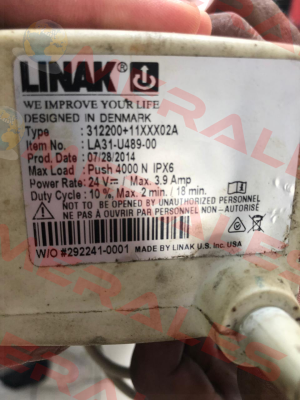 LINAK®
WE IMPROVE YOUR LIFE
DESIGNED IN DENMARK
Type : 312200+11XXX02A
Item No. : LA31-U489-00
Prod. Date : 07/28/2014
Max Load : Push 4000 N IPX6
Power Rate: 24 V⎓/ Max. 3.9 Amp
Duty Cycle: 10 %, Max. 2 min. / 18 min.
NOT TO BE OPENED BY UNAUTHORIZED PERSONNEL
NE PAS À OUVRIR PAR PERSONNEL NON-AUTORISE
W/O #292241-0001 MADE BY LINAK U.S. Inc. USA